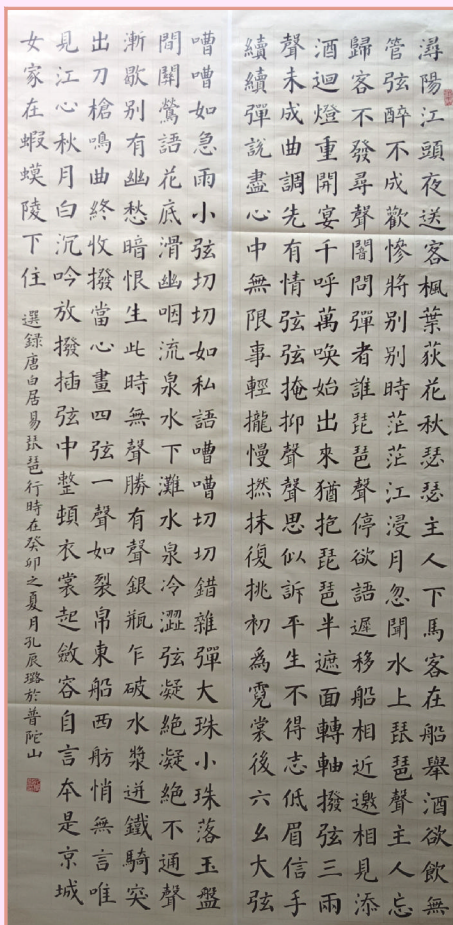 潯陽江頭夜送客楓葉荻花秋瑟瑟主人下馬客在船舉酒欲飲無
管弦醉不成歡慘將别别時茫茫江浸月忽聞水上琵琶聲主人忘
歸客不發尋聲闇問彈者誰琵琶聲停欲語遲移船相近邀相見添
酒迴燈重開宴千呼萬唤始出來猶抱琵琶半遮面轉軸撥弦三兩
聲未成曲調先有情弦弦掩抑聲聲思似訴平生不得志低眉信手
續續彈説盡心中無限事輕攏慢撚抹復挑初爲霓裳後六幺大弦
嘈嘈如急雨小弦切切如私語嘈嘈切切錯雜彈大珠小珠落玉盤
間關鶯語花底滑幽咽流泉水下灘水泉冷澀弦凝絶凝絶不通聲
漸歇别有幽愁暗恨生此時無聲勝有聲銀瓶乍破水漿迸鐵騎突
出刀槍鳴曲終收撥當心畫四弦一聲如裂帛東船西舫悄無言唯
見江心秋月白沉吟放撥插弦中整頓衣裳起斂容自言本是京城
女家在蝦蟆陵下住 選録唐白居易琵琶行時在癸卯之夏月孔辰璐於普陀山